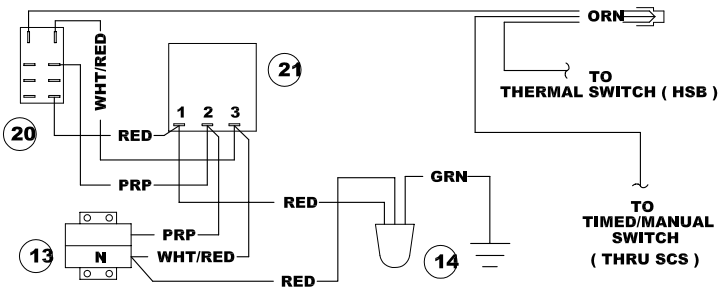 ORN
WHT/RED
21
TO
THERMAL SWITCH ( HSB )
1 2 3
20
RED
PRP
GRN
RED
TO
TIMED/MANUAL
SWITCH
( THRU SCS )
PRP
13
N
WHT/RED
14
RED